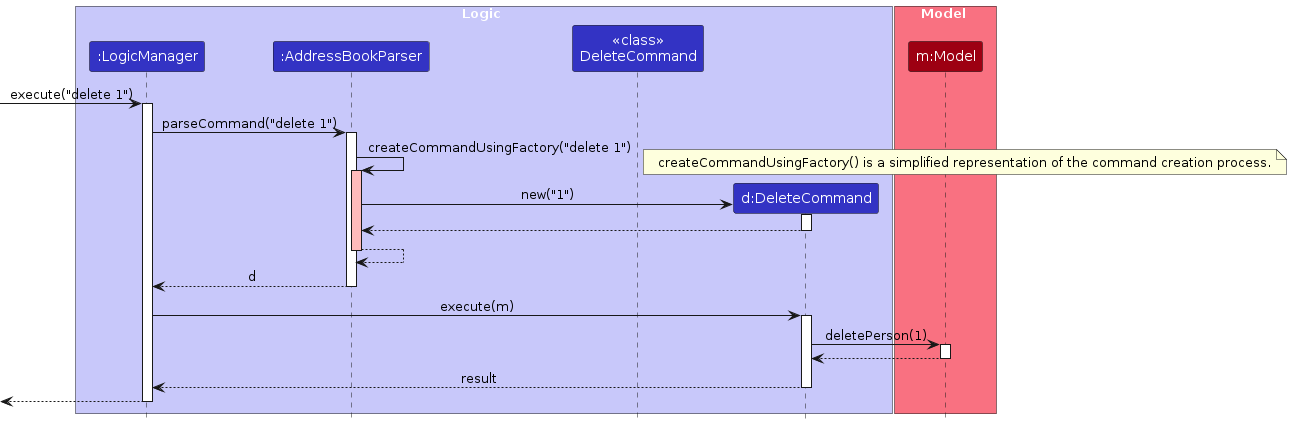 Logic
Model
:LogicManager
:AddressBookParser
«class»
DeleteCommand
m:Model
execute("delete 1")
parseCommand("delete 1")
createCommandUsingFactory("delete 1")
createCommandUsingFactory() is a simplified representation of the command creation process.
new("1")
d:DeleteCommand
d
execute(m)
deletePerson(1)
result